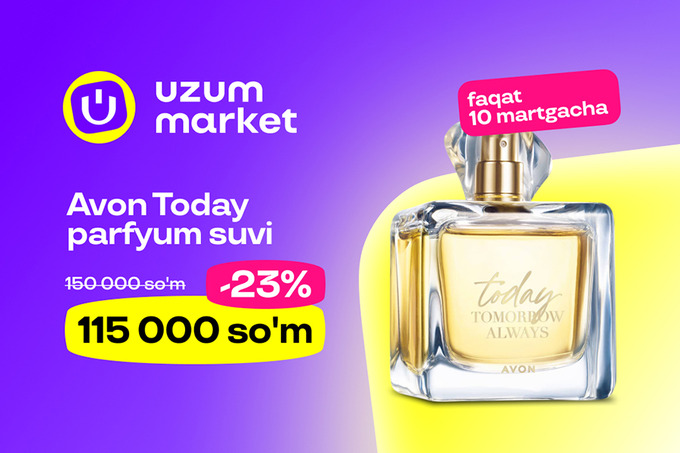 uzum
market
faqat
10 martgacha
Avon Today
parfyum suvi
150 000 so'm
-23%
115 000 so'm
today
TOMORROW
ALWAYS
AVON